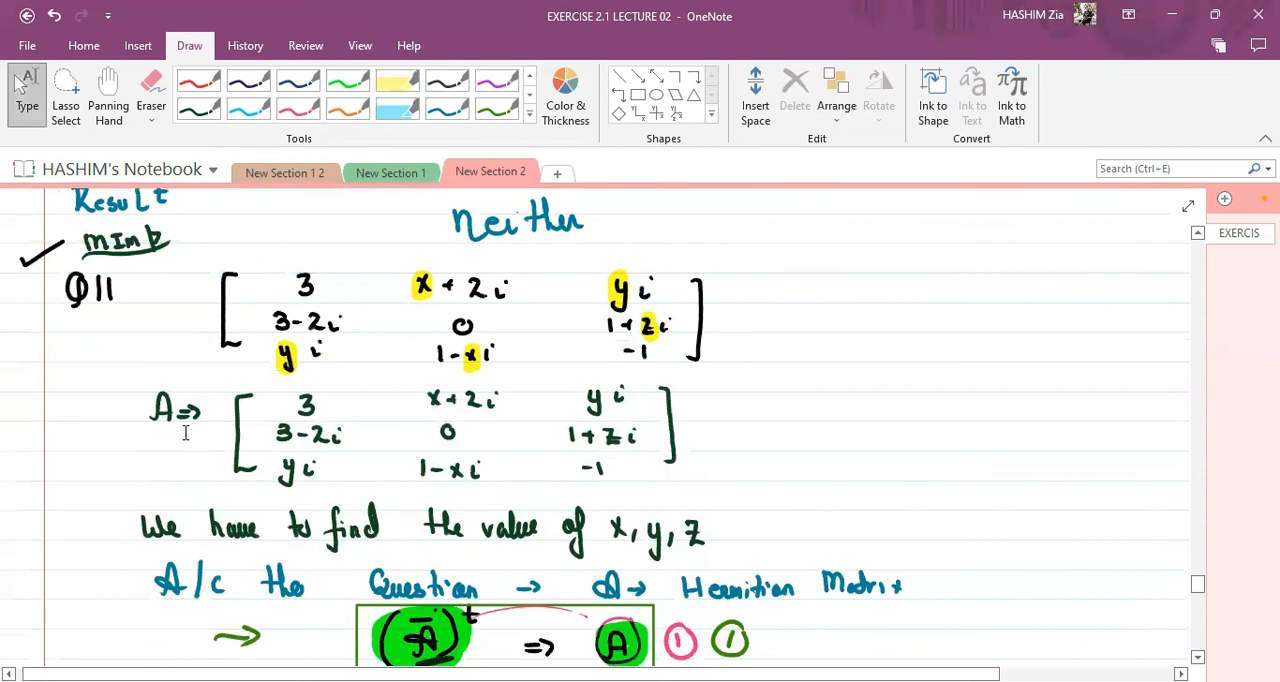 EXERCISE 2.1 LECTURE 02 - OneNote
HASHIM Zia
File Home Insert Draw History Review View Help
Type
Lasso Select
Panning Hand
Eraser
Color & Thickness
Insert Space
Delete
Arrange
Rotate
Ink to Shape
Ink to Text
Ink to Math
Tools
Shapes
Edit
Convert
HASHIM's Notebook
New Section 1 2
New Section 1
New Section 2
Search (Ctrl+E)
EXERCIS
Result
Neither
Q11
3 x + 2i yi
3-2i 0 1+zi
y i 1-xi -1
A⇒
3 x+2i yi
3-2i 0 1+zi
yi 1-xi -1
We have to find the value of x, y, z
A/c the Question → A→ Hermitian Matrix
→ (Ā)t ⇒ A 1 1